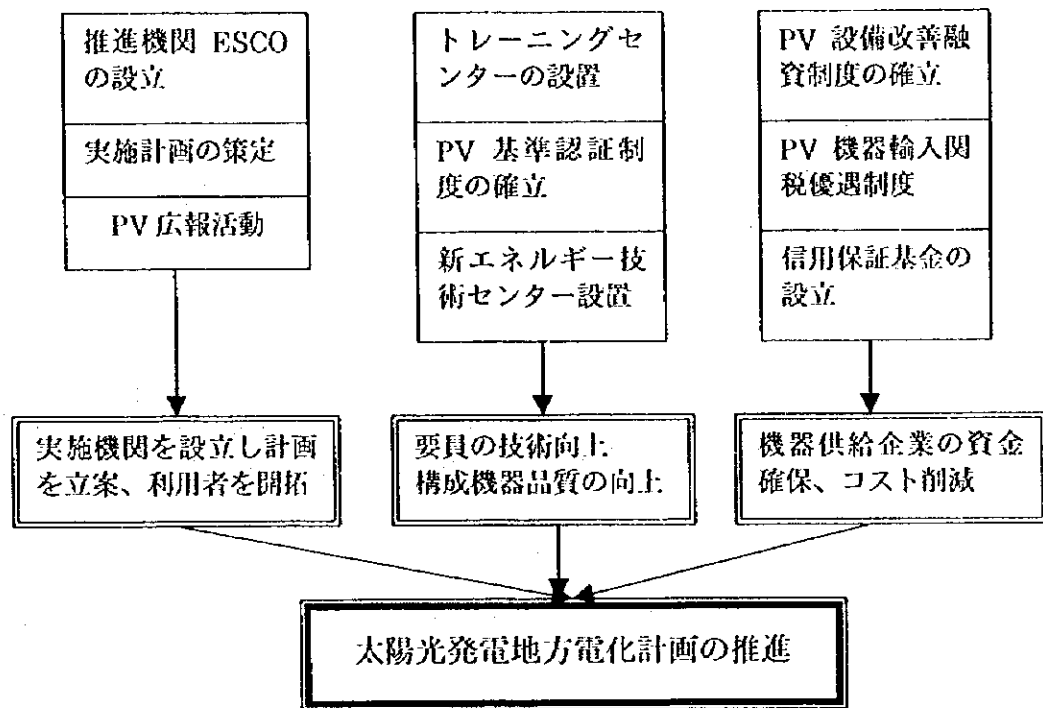 推進機関 ESCO
の設立
実施計画の策定
PV 広報活動
トレーニングセ
ンターの設置
PV 基準認証制
度の確立
新エネルギー技
術センター設置
PV 設備改善融
資制度の確立
PV 機器輸入関
税優遇制度
信用保証基金の
設立
実施機関を設立し計画
を立案、利用者を開拓
要員の技術向上
構成機器品質の向上
機器供給企業の資金
確保、コスト削減
太陽光発電地方電化計画の推進